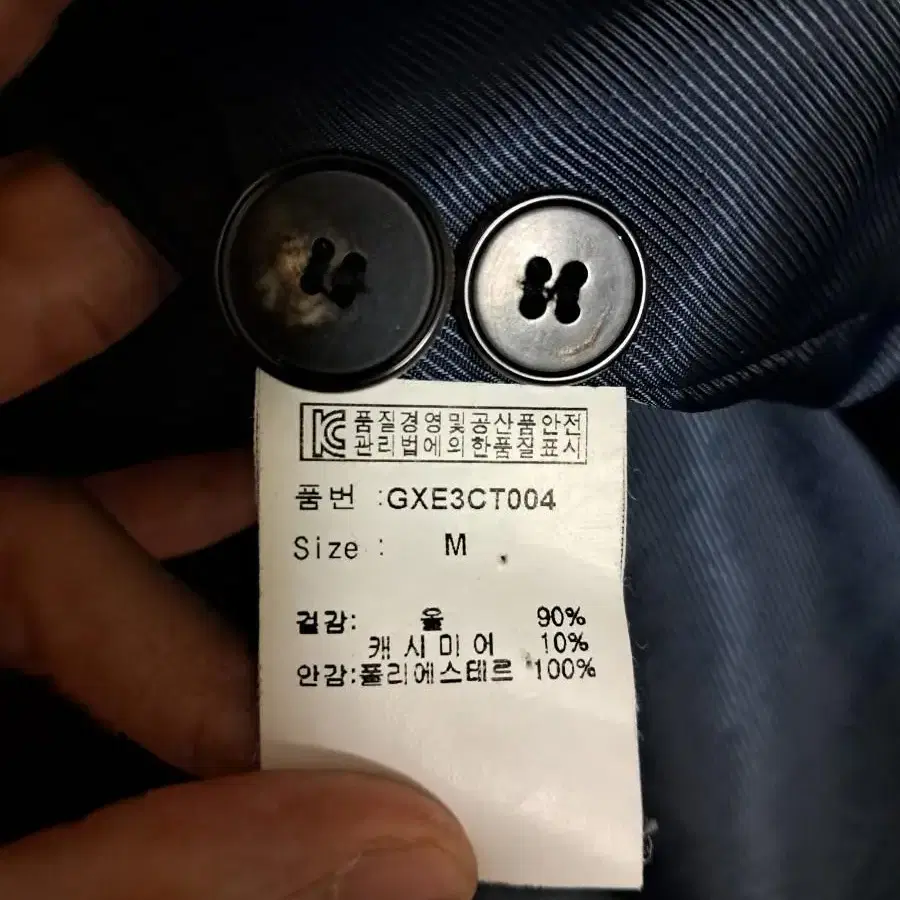 KC 품질경영및공산품안전
관리법에의한품질표시
품번 :GXE3CT004
Size : M
겉감: 울 90%
캐시미어 10%
안감:폴리에스테르 100%